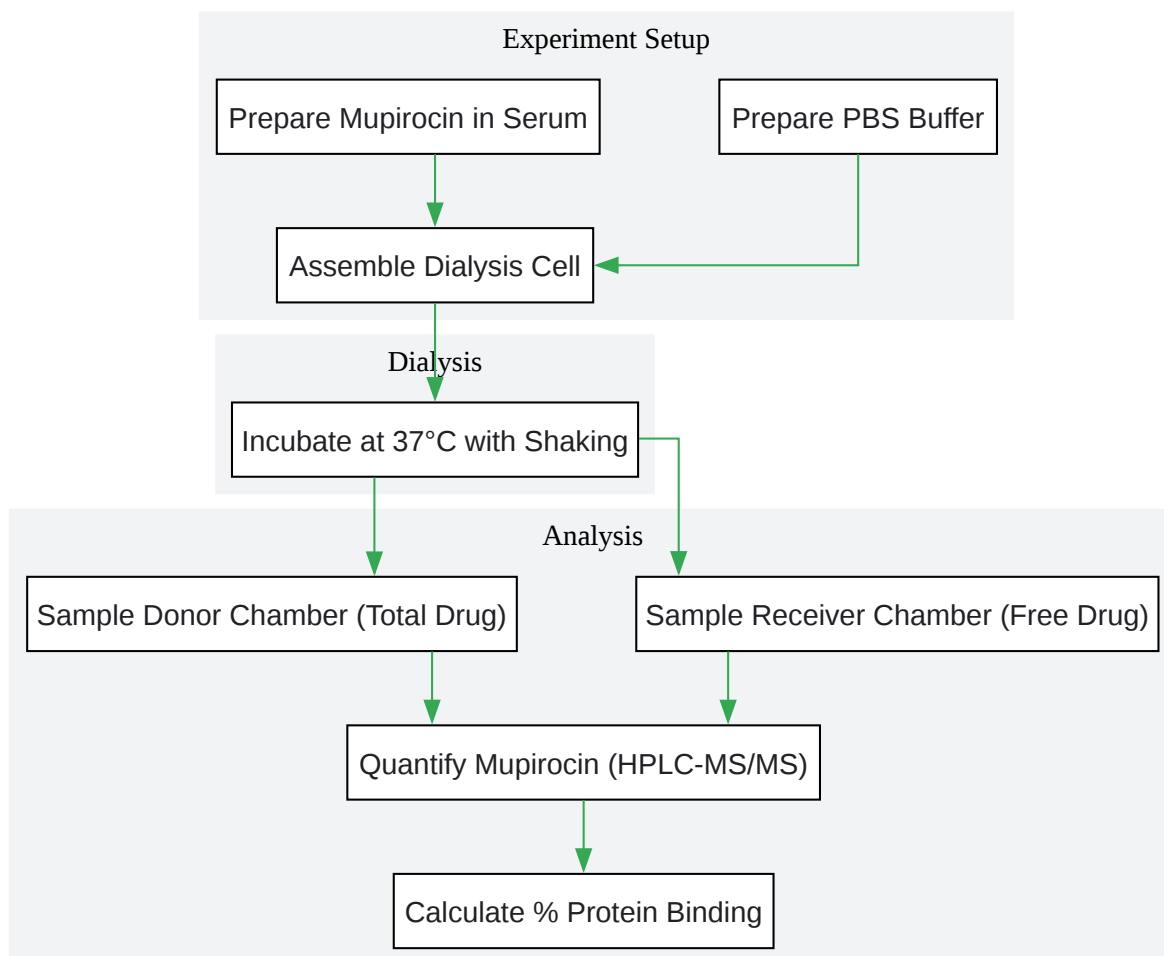 Experiment Setup
Prepare Mupirocin in Serum
Prepare PBS Buffer
Assemble Dialysis Cell
Dialysis
Incubate at 37°C with Shaking
Analysis
Sample Donor Chamber (Total Drug)
Sample Receiver Chamber (Free Drug)
Quantify Mupirocin (HPLC-MS/MS)
Calculate % Protein Binding